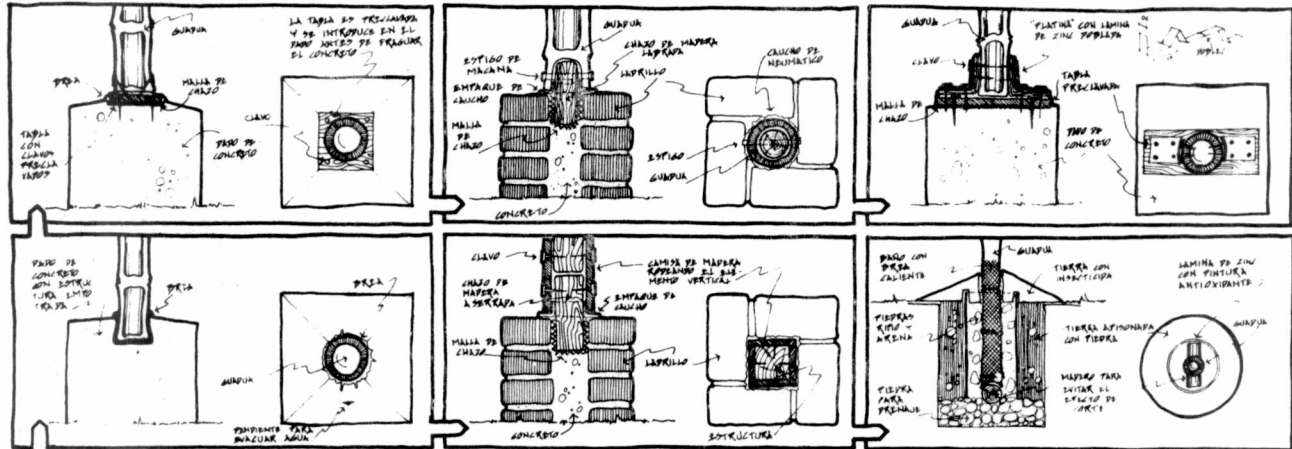 LA TABLA ES PRECLAVADA
Y SE INTRODUCE EN EL
DADO ANTES DE FRAGUAR
EL CONCRETO
GUADUA
BREA
MALLA DE
CHAZO
TABLA
CON
CLAVOS
PRECLA
VADOS
DADO DE
CONCRETO
CLAVO
GUADUA
CHAZO DE MADERA
LABRADA
ESPIGO DE
MACANA
EMPAQUE DE
CAUCHO
LADRILLO
CAUCHO DE
NEUMATICO
MALLA
DE
CHAZO
ESPIGO
GUADUA
CONCRETO
GUADUA
"PLATINA" CON LAMINA
DE ZINC DOBLADA
CLAVO
TABLA
PRECLAVADA
MALLA DE
CHAZO
DADO DE
CONCRETO
DADO DE
CONCRETO
CON ESTRUC
TURA EMPO
TRADA
BREA
BREA
GUADUA
PENDIENTE PARA
EVACUAR AGUA
CLAVO
CAMISA DE MADERA
RODEANDO EL ELE
MENTO VERTICAL
CHAZO DE
MADERA
ASERRADA
EMPAQUE DE
CAUCHO
MALLA DE
CHAZO
LADRILLO
CONCRETO
ESTRUCTURA
GUADUA
BAÑO CON
BREA
CALIENTE
TIERRA CON
INSECTICIDA
LAMINA DE ZINC
CON PINTURA
ANTIOXIDANTE
PIEDRAS
RIPIO Y
ARENA
TIERRA APISONADA
CON PIEDRA
GUADUA
PIEDRA
PARA
DRENAJE
MADERO PARA
EVITAR EL
EFECTO DE